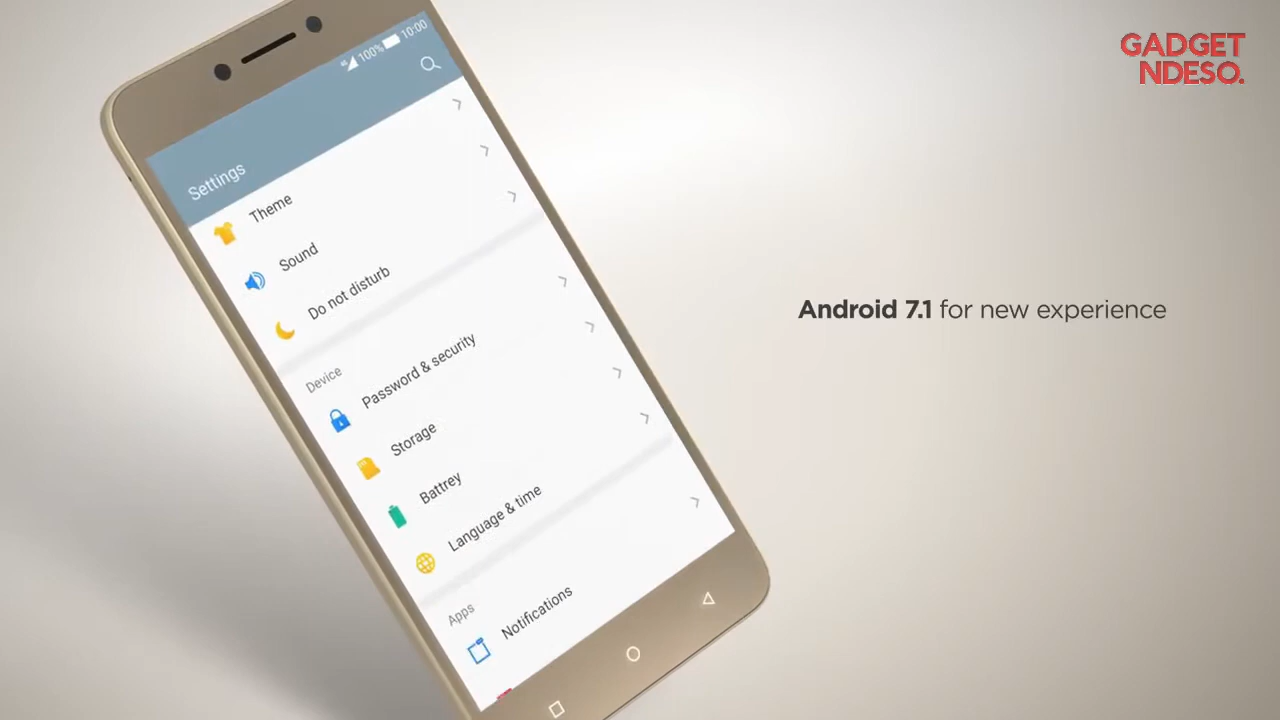 GADGET
NDESO.
4G 100% 10:00
Settings
Theme
Sound
Do not disturb
Device
Password & security
Storage
Battrey
Language & time
Apps
Notifications
Android 7.1 for new experience